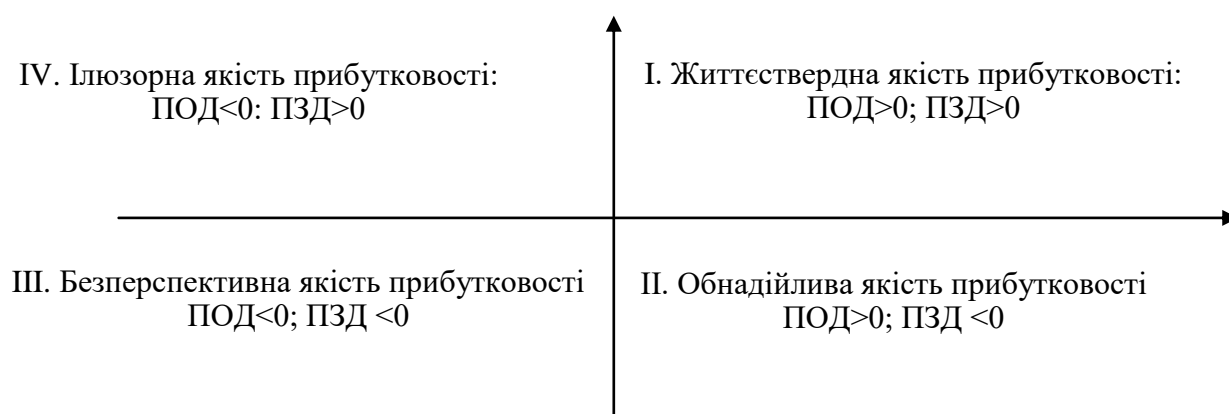 IV. Ілюзорна якість прибутковості:
ПОД<0: ПЗД>0
I. Життєствердна якість прибутковості:
ПОД>0; ПЗД>0
III. Безперспективна якість прибутковості
ПОД<0; ПЗД <0
II. Обнадійлива якість прибутковості
ПОД>0; ПЗД <0